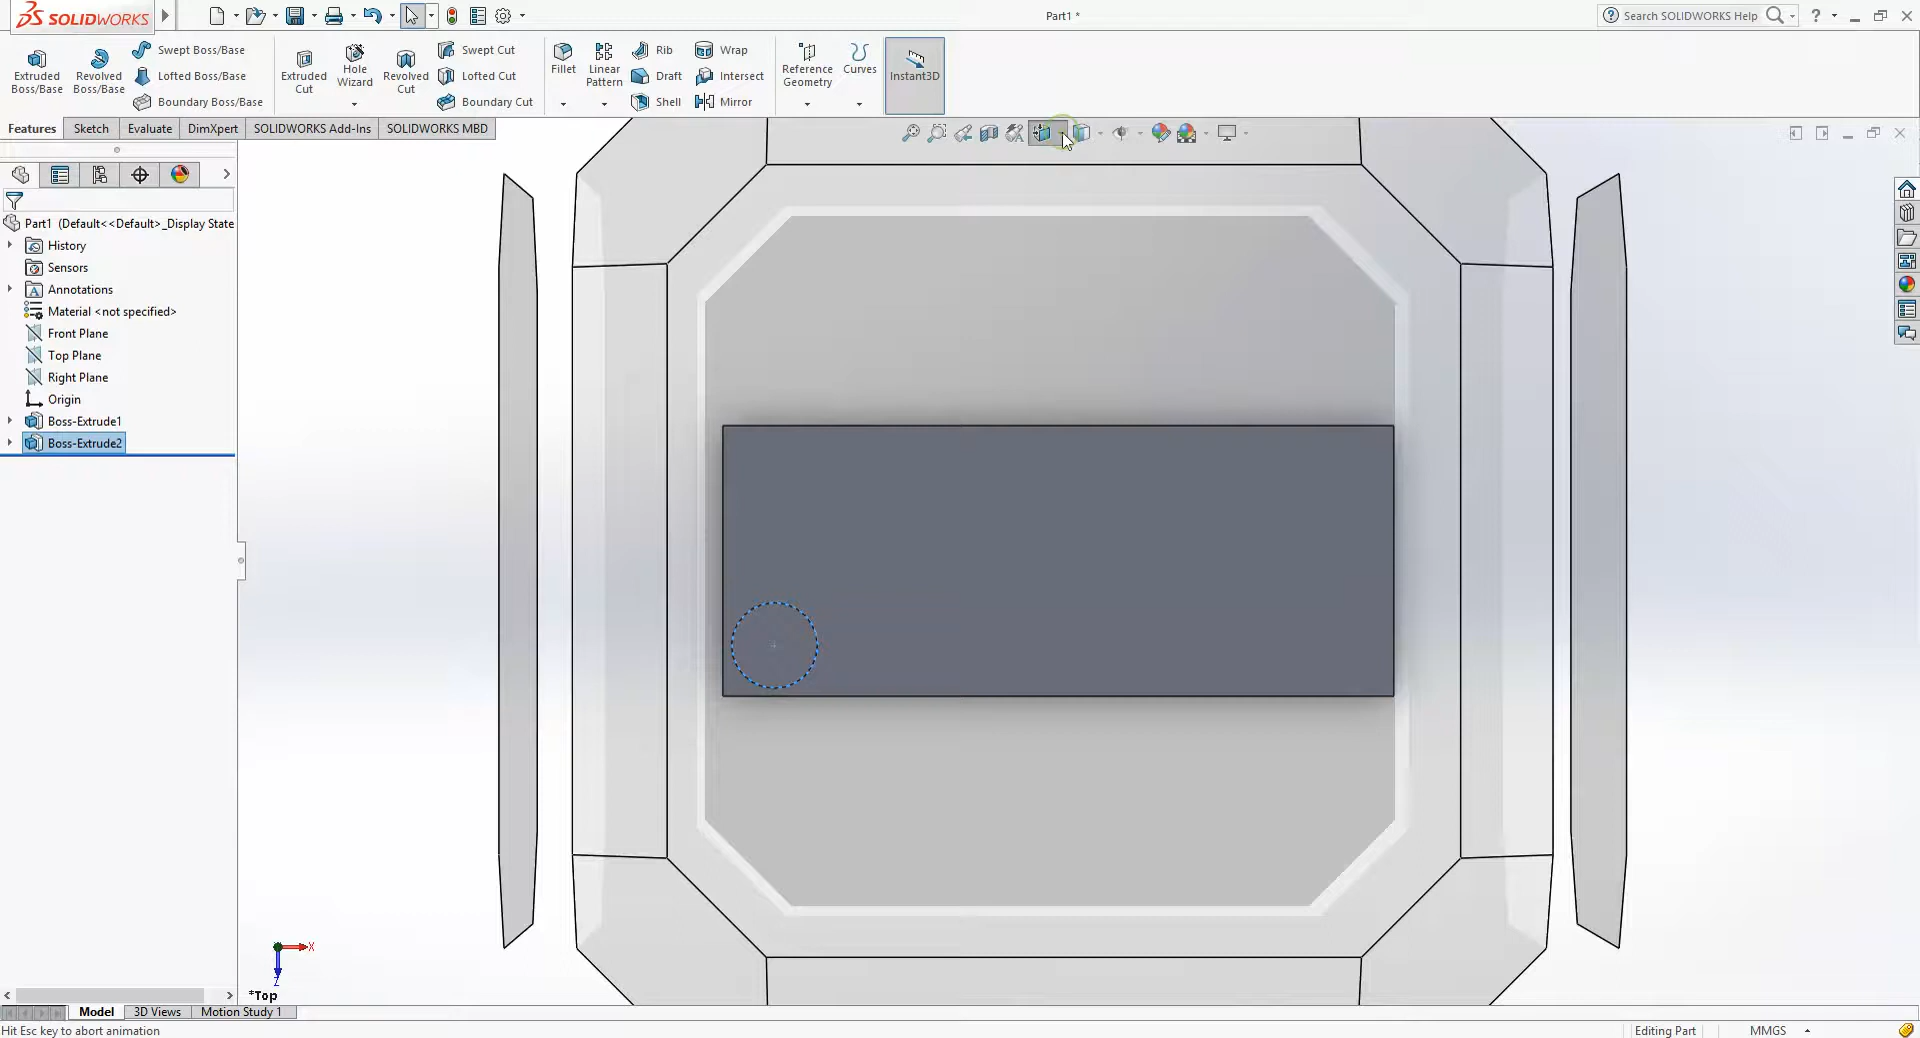 SOLIDWORKS
Part1 *
Search SOLIDWORKS Help
Extruded Boss/Base
Revolved Boss/Base
Swept Boss/Base
Lofted Boss/Base
Boundary Boss/Base
Extruded Cut
Hole Wizard
Revolved Cut
Swept Cut
Lofted Cut
Boundary Cut
Fillet
Linear Pattern
Rib
Draft
Shell
Wrap
Intersect
Mirror
Reference Geometry
Curves
Instant3D
Features
Sketch
Evaluate
DimXpert
SOLIDWORKS Add-Ins
SOLIDWORKS MBD
Part1 (Default<<Default>_Display State
History
Sensors
Annotations
Material <not specified>
Front Plane
Top Plane
Right Plane
Origin
Boss-Extrude1
Boss-Extrude2
X
Z
*Top
Model
3D Views
Motion Study 1
Hit Esc key to abort animation
Editing Part
MMGS